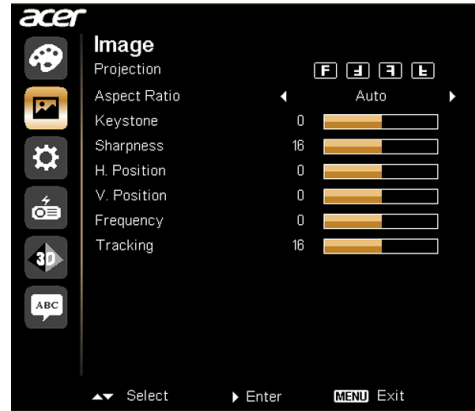 acer
Image
Projection F F F F
Aspect Ratio Auto
Keystone 0
Sharpness 16
H. Position 0
V. Position 0
Frequency 0
Tracking 16
3D
ABC
Select Enter MENU Exit